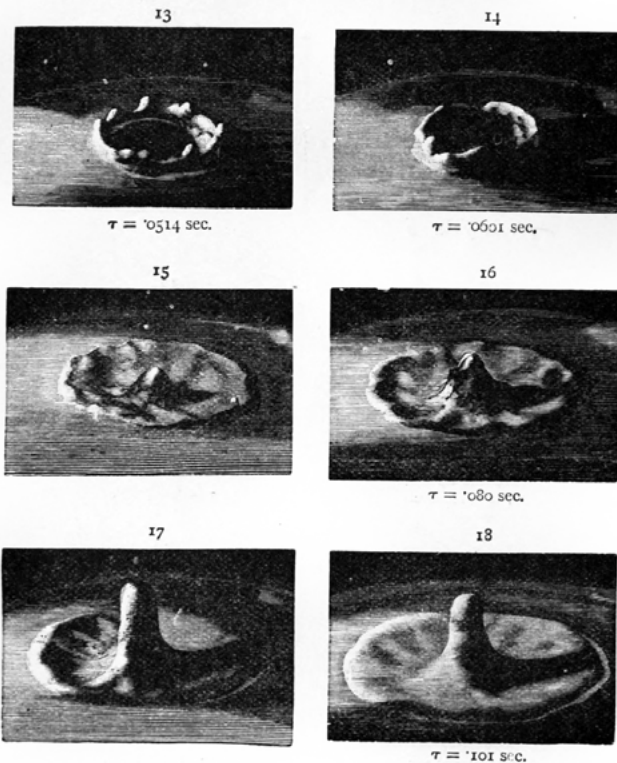 13
14
τ = ·0514 sec.
τ = ·0601 sec.
15
16
τ = ·080 sec.
17
18
τ = ·101 sec.